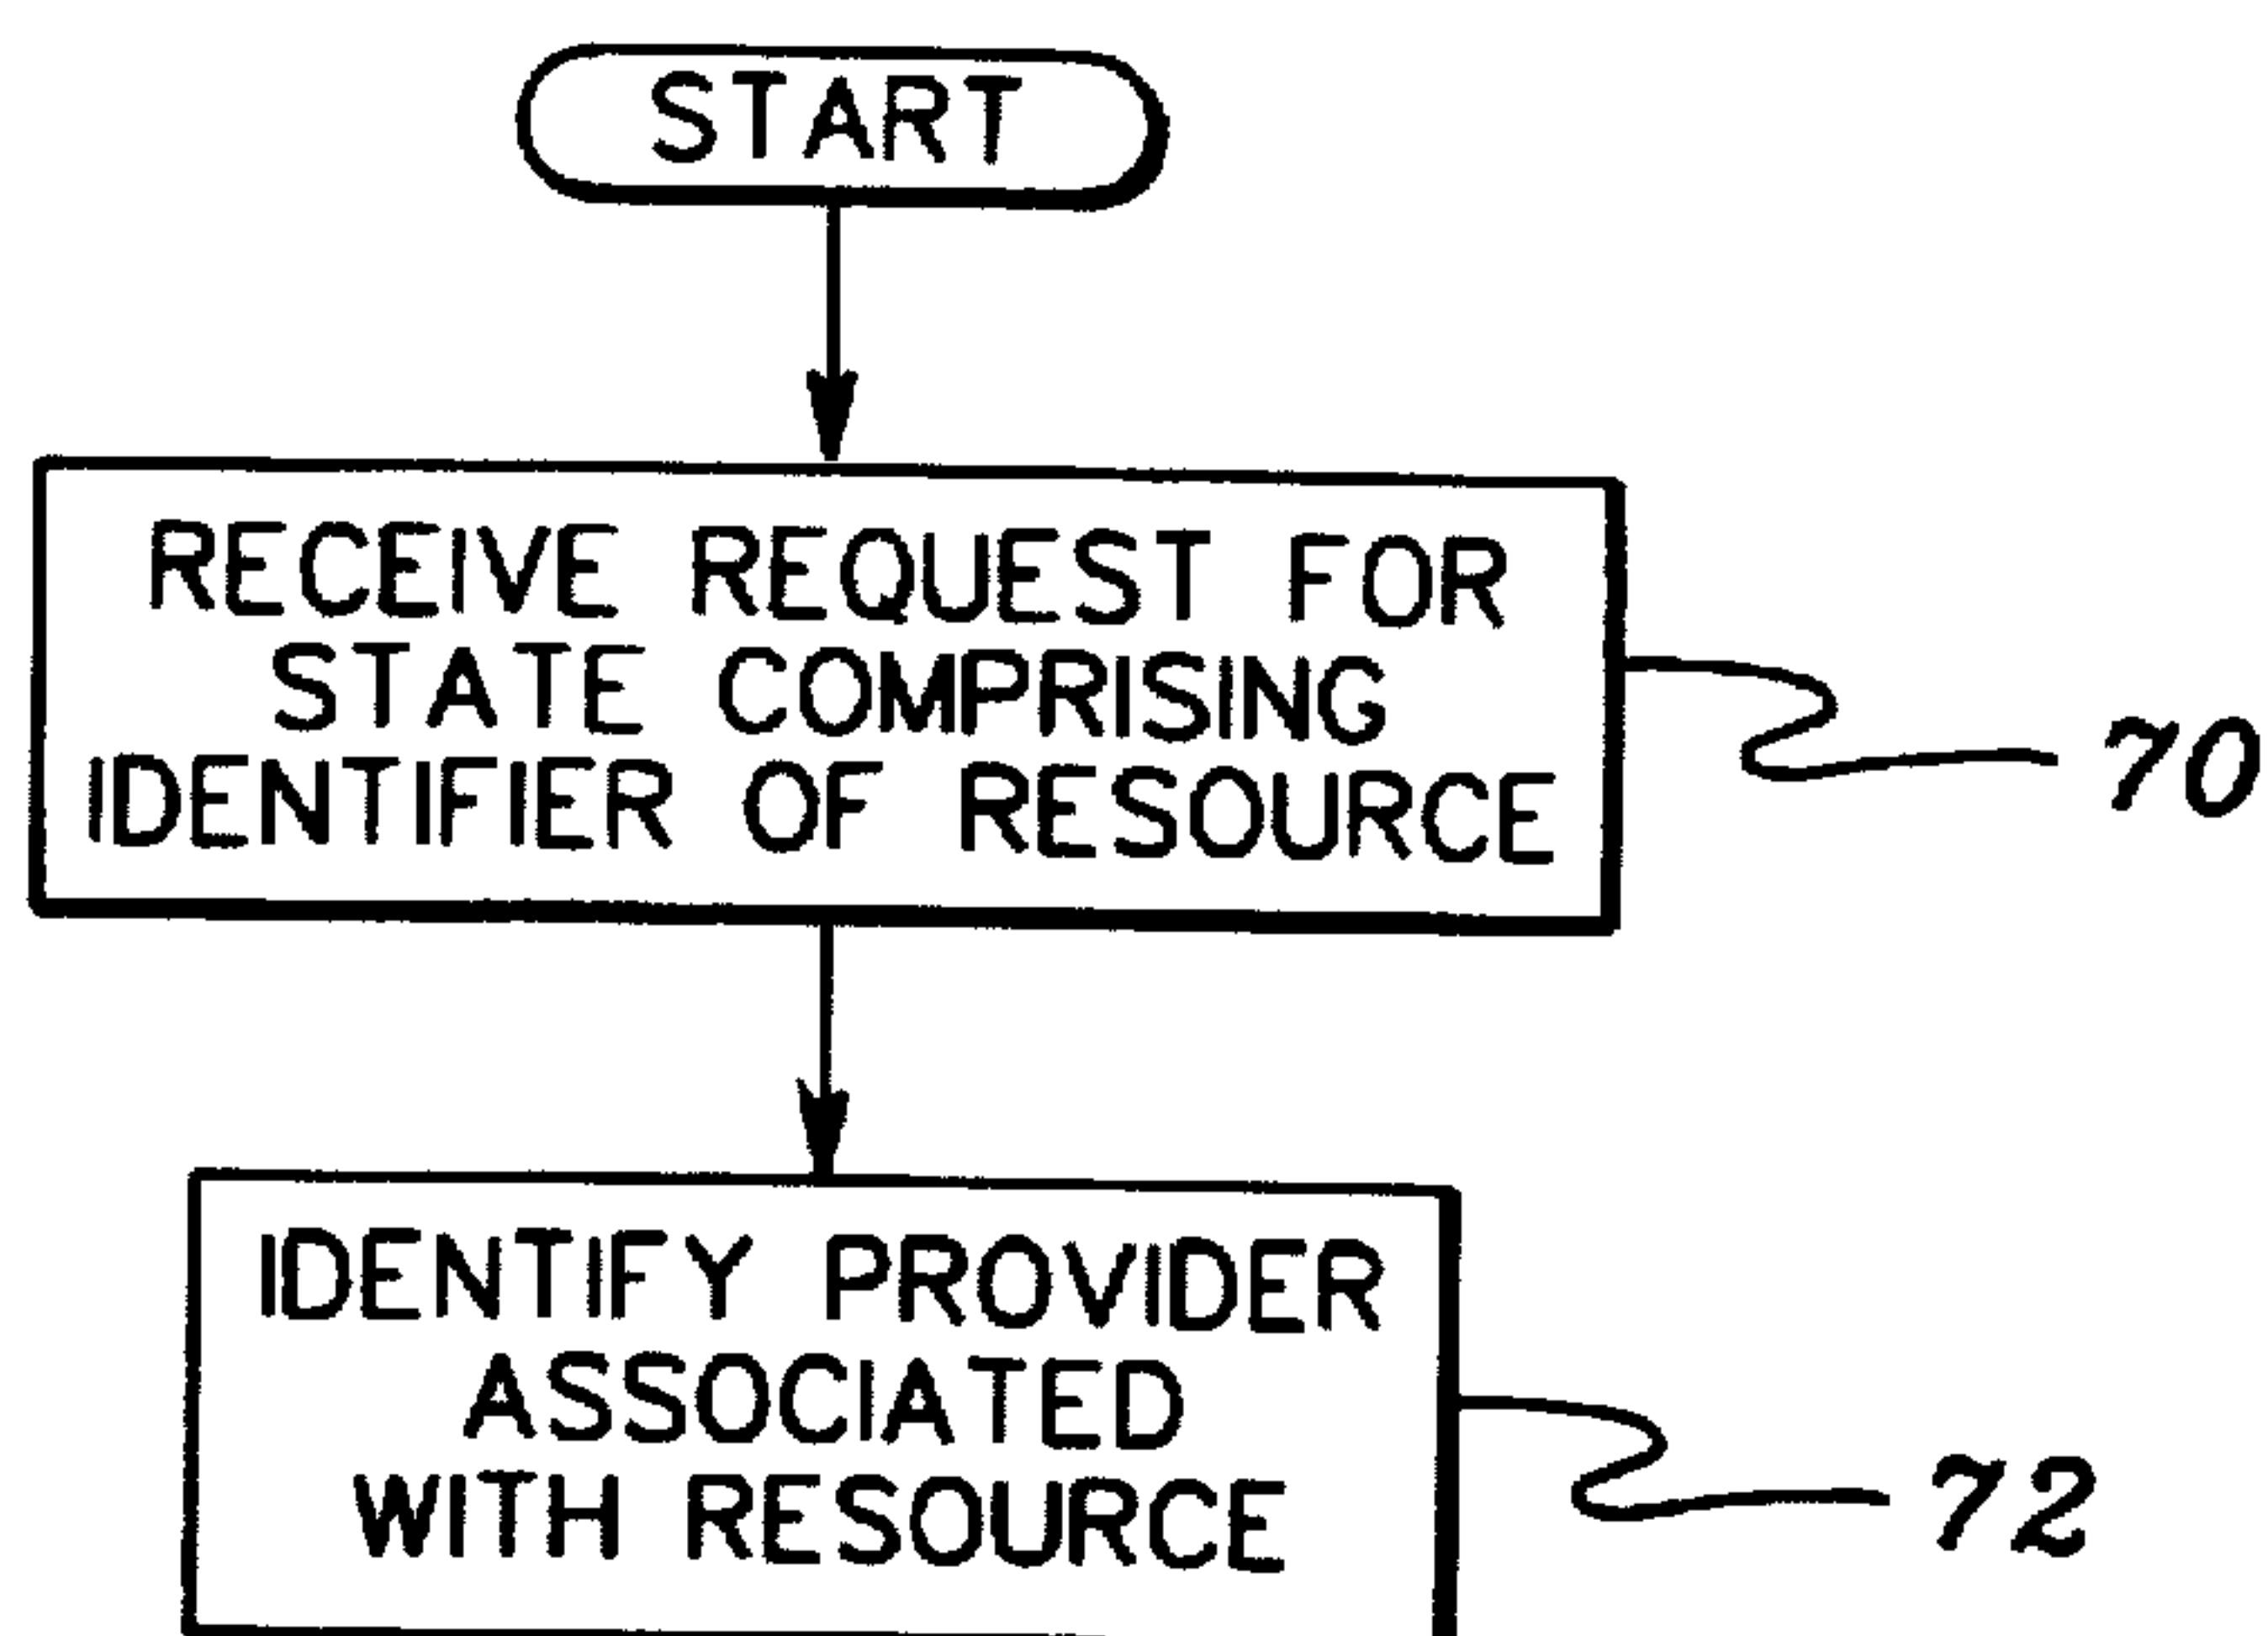 START
RECEIVE REQUEST FOR
STATE COMPRISING
IDENTIFIER OF RESOURCE
70
IDENTIFY PROVIDER
ASSOCIATED
WITH RESOURCE
72